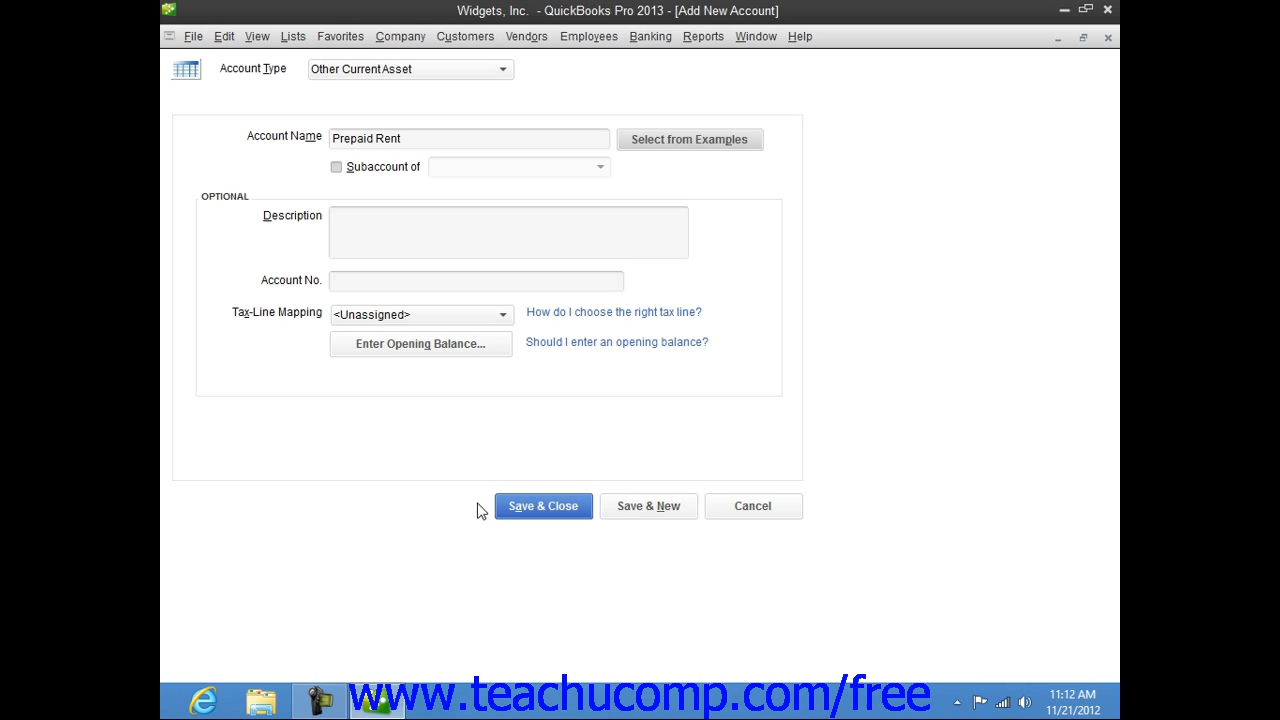 Widgets, Inc. - QuickBooks Pro 2013 - [Add New Account]
File Edit View Lists Favorites Company Customers Vendors Employees Banking Reports Window Help
Account Type Other Current Asset
Account Name Prepaid Rent Select from Examples
Subaccount of
OPTIONAL
Description
Account No.
Tax-Line Mapping <Unassigned> How do I choose the right tax line?
Enter Opening Balance... Should I enter an opening balance?
Save & Close Save & New Cancel
www.teachucomp.com/free
11:12 AM
11/21/2012